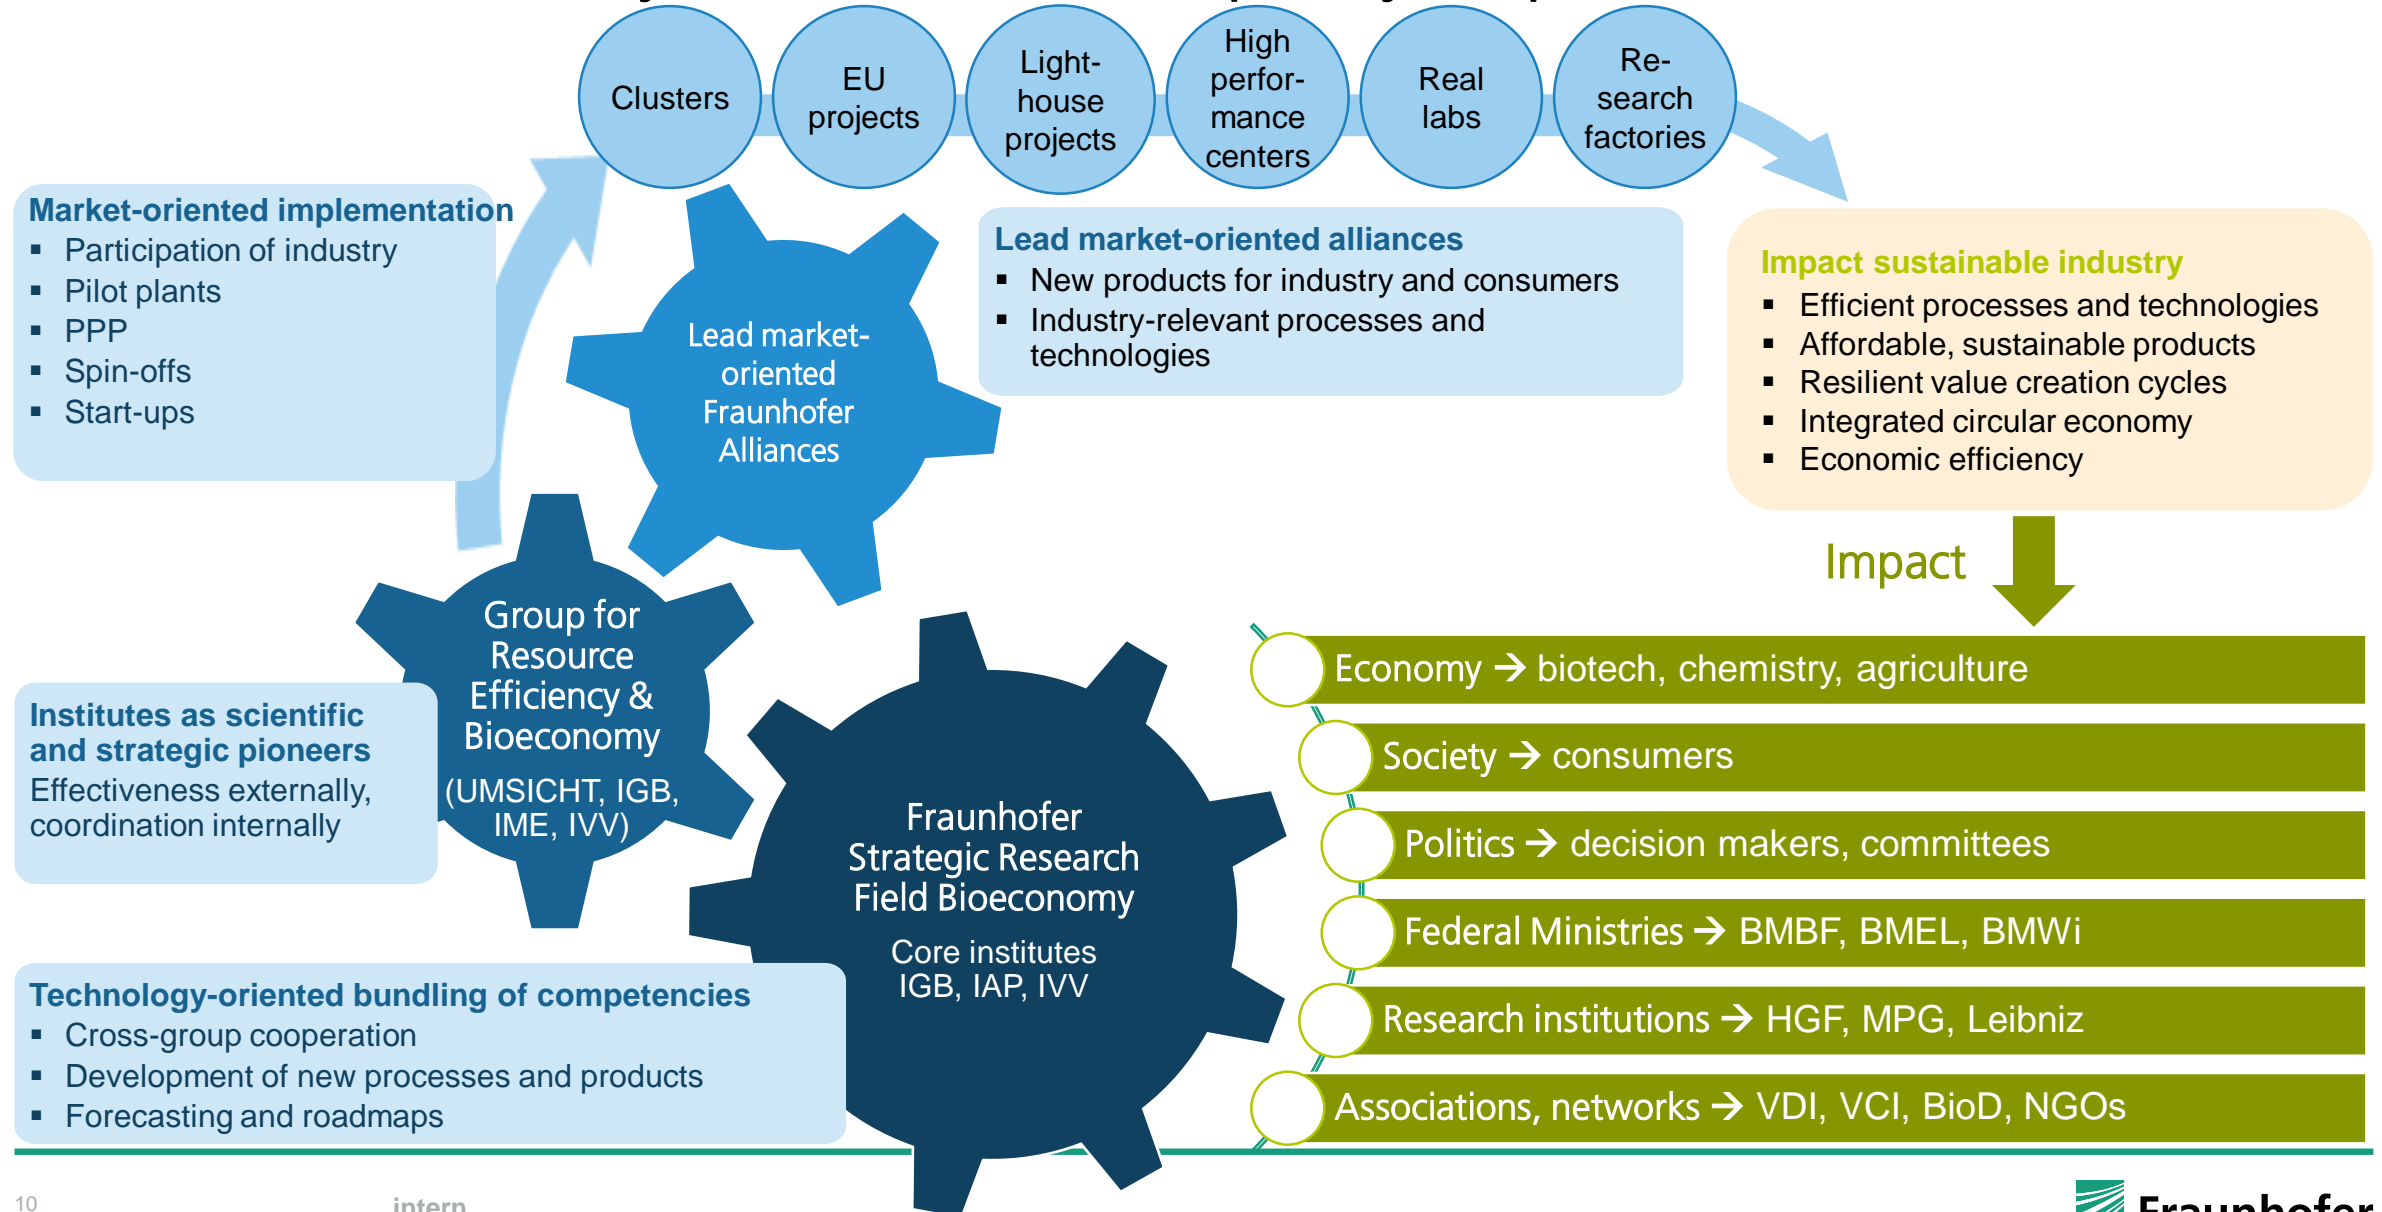 Clusters
EU
projects
Light-
house
projects
High
perfor-
mance
centers
Real
labs
Re-
search
factories
Market-oriented implementation
▪ Participation of industry
▪ Pilot plants
▪ PPP
▪ Spin-offs
▪ Start-ups
Lead market-
oriented
Fraunhofer
Alliances
Lead market-oriented alliances
▪ New products for industry and consumers
▪ Industry-relevant processes and
technologies
Impact sustainable industry
▪ Efficient processes and technologies
▪ Affordable, sustainable products
▪ Resilient value creation cycles
▪ Integrated circular economy
▪ Economic efficiency
Impact
Group for
Resource
Efficiency &
Bioeconomy
(UMSICHT, IGB,
IME, IVV)
Institutes as scientific
and strategic pioneers
Effectiveness externally,
coordination internally
Fraunhofer
Strategic Research
Field Bioeconomy
Core institutes
IGB, IAP, IVV
Technology-oriented bundling of competencies
▪ Cross-group cooperation
▪ Development of new processes and products
▪ Forecasting and roadmaps
Economy → biotech, chemistry, agriculture
Society → consumers
Politics → decision makers, committees
Federal Ministries → BMBF, BMEL, BMWi
Research institutions → HGF, MPG, Leibniz
Associations, networks → VDI, VCI, BioD, NGOs
10
intern
Fraunhofer